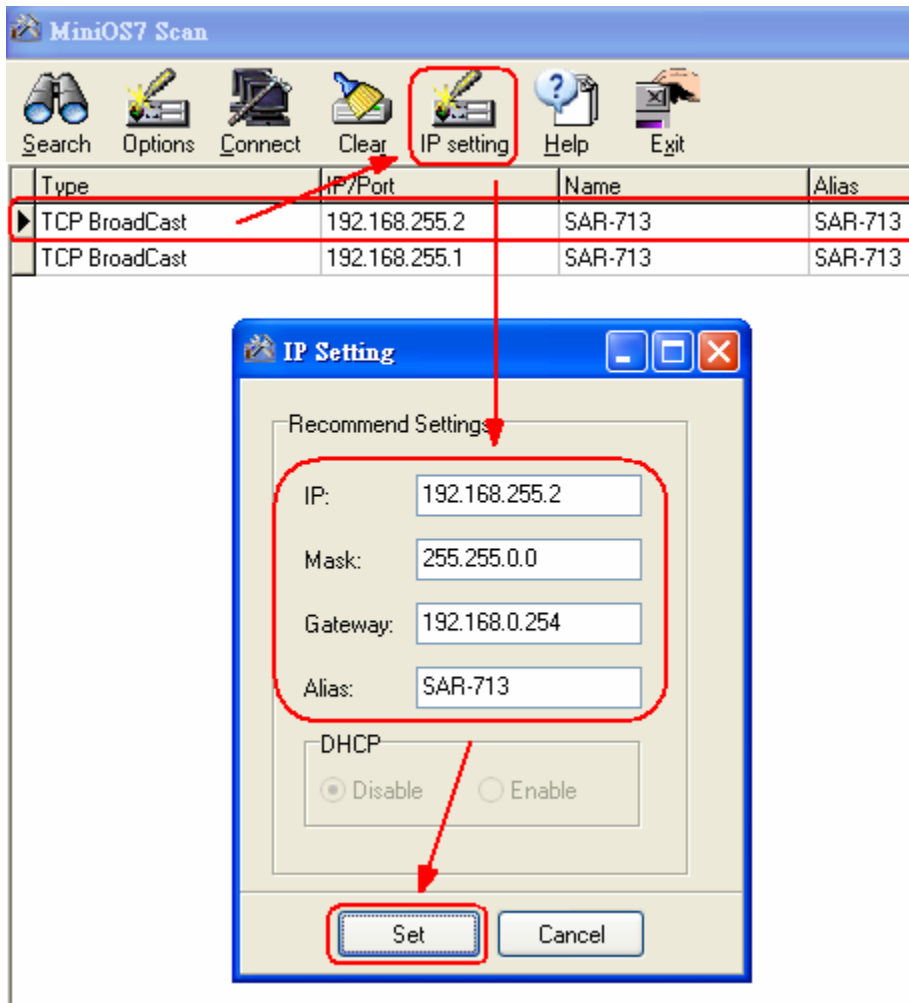 MiniOS7 Scan
Search Options Connect Clear IP setting Help Exit
Type IP/Port Name Alias
TCP BroadCast 192.168.255.2 SAR-713 SAR-713
TCP BroadCast 192.168.255.1 SAR-713 SAR-713
IP Setting
Recommend Settings
IP: 192.168.255.2
Mask: 255.255.0.0
Gateway: 192.168.0.254
Alias: SAR-713
DHCP
Disable Enable
Set Cancel